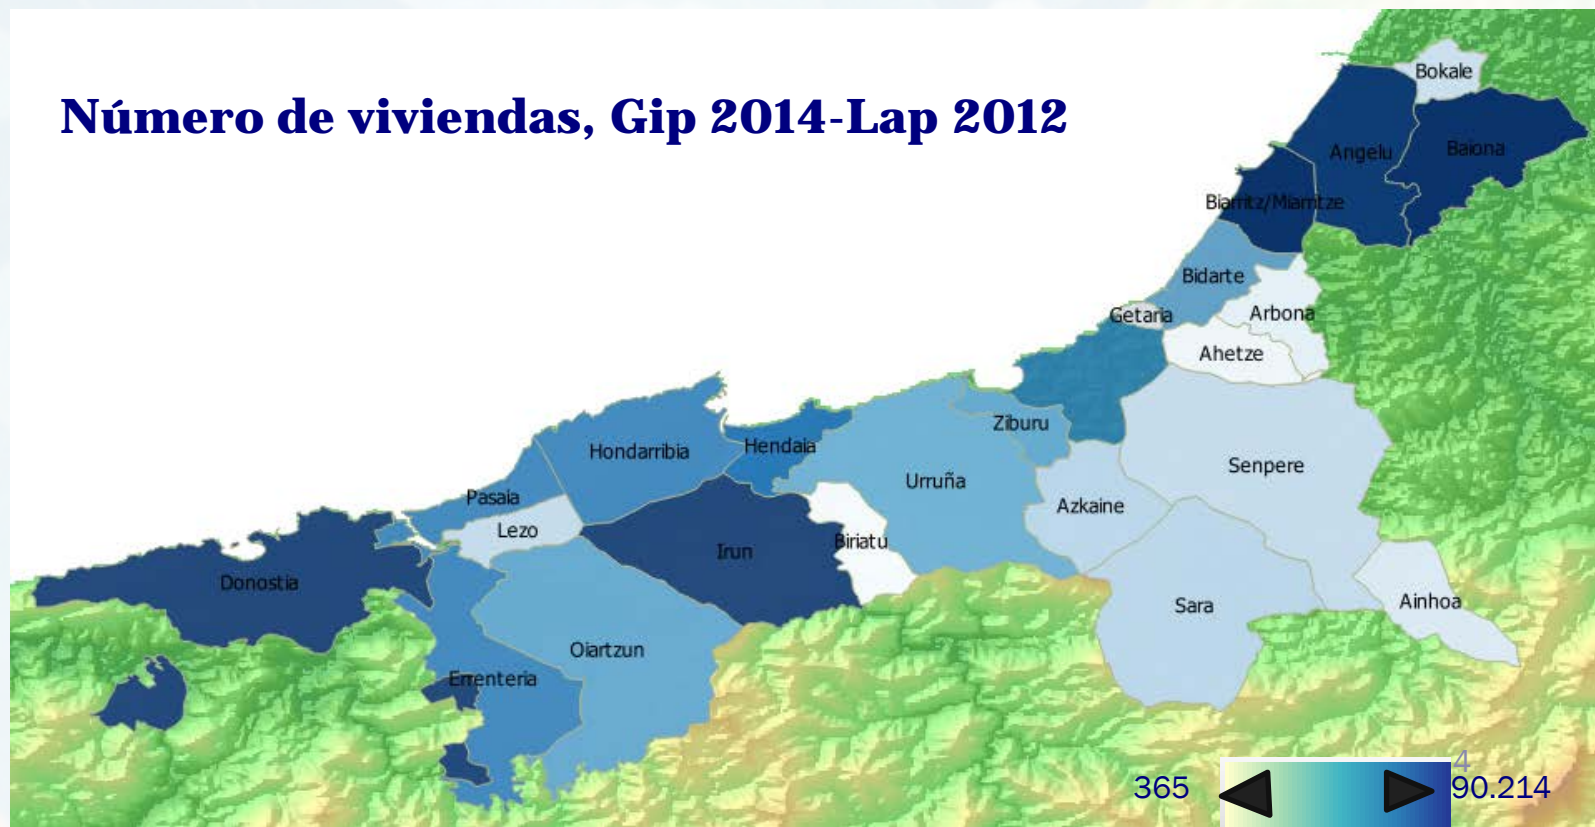 Número de viviendas, Gip 2014-Lap 2012
Bokale
Angelu
Baiona
Biarritz/Miarritze
Bidarte
Getaria
Arbona
Ahetze
Ziburu
Hendaia
Hondarribia
Senpere
Urruña
Pasaia
Azkaine
Lezo
Biriatu
Irun
Donostia
Ainhoa
Sara
Oiartzun
Errenteria
4
365
90.214